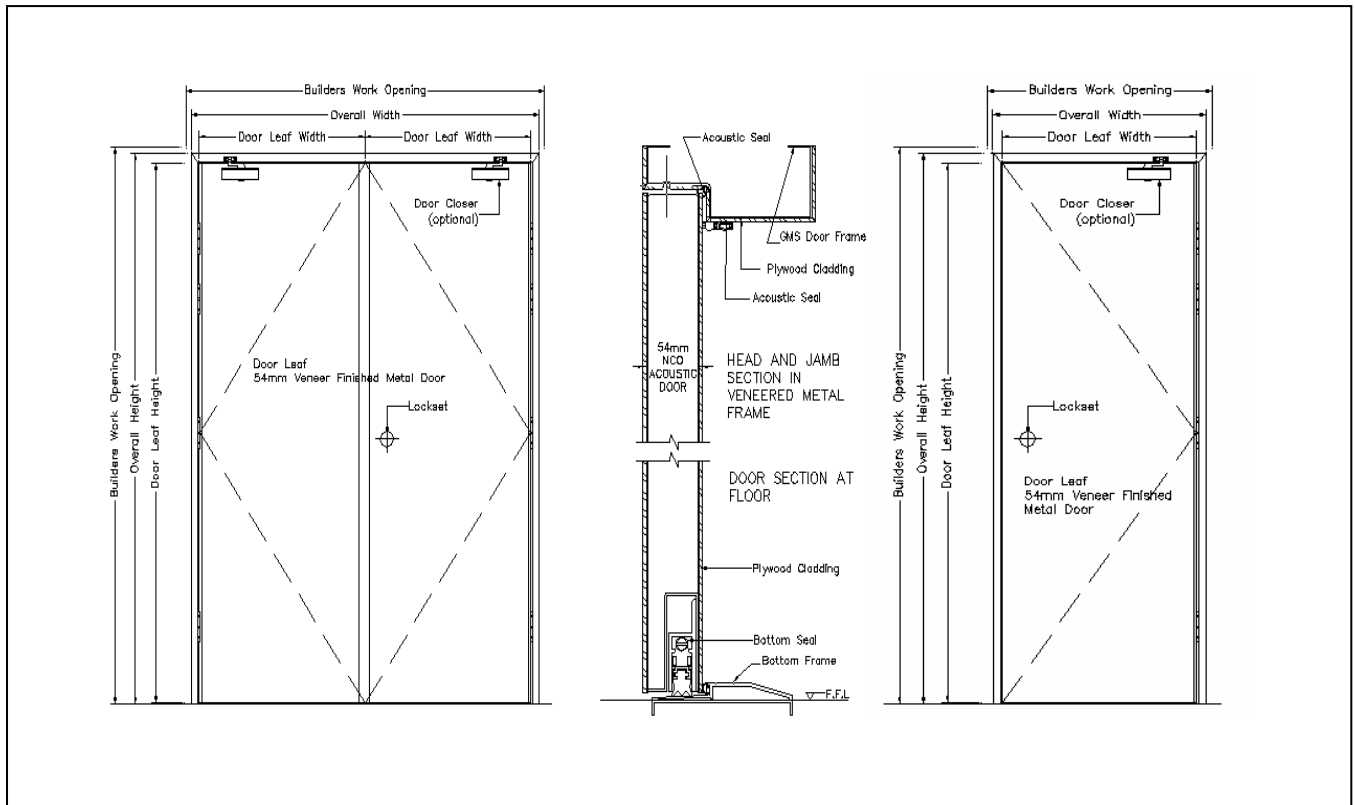 Builders Work Opening
Overall Width
Door Leaf Width
Door Leaf Width
Door Closer
(optional)
Builders Work Opening
Overall Height
Door Leaf Height
Door Leaf
54mm Veneer Finished Metal Door
Lockset
Acoustic Seal
GMS Door Frame
Plywood Cladding
Acoustic Seal
54mm
NCO
ACOUSTIC
DOOR
HEAD AND JAMB
SECTION IN
VENEERED METAL
FRAME
DOOR SECTION AT
FLOOR
Plywood Cladding
Bottom Seal
Bottom Frame
F.F.L
Builders Work Opening
Overall Width
Door Leaf Width
Door Closer
(optional)
Builders Work Opening
Overall Height
Door Leaf Height
Lockset
Door Leaf
54mm Veneer Finished
Metal Door